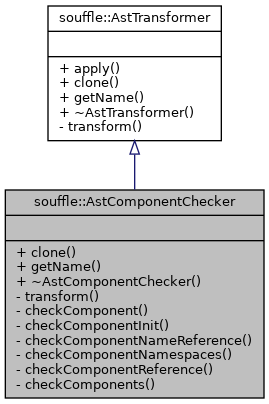 souffle::AstTransformer
+ apply()
+ clone()
+ getName()
+ ~AstTransformer()
- transform()
souffle::AstComponentChecker
+ clone()
+ getName()
+ ~AstComponentChecker()
- transform()
- checkComponent()
- checkComponentInit()
- checkComponentNameReference()
- checkComponentNamespaces()
- checkComponentReference()
- checkComponents()